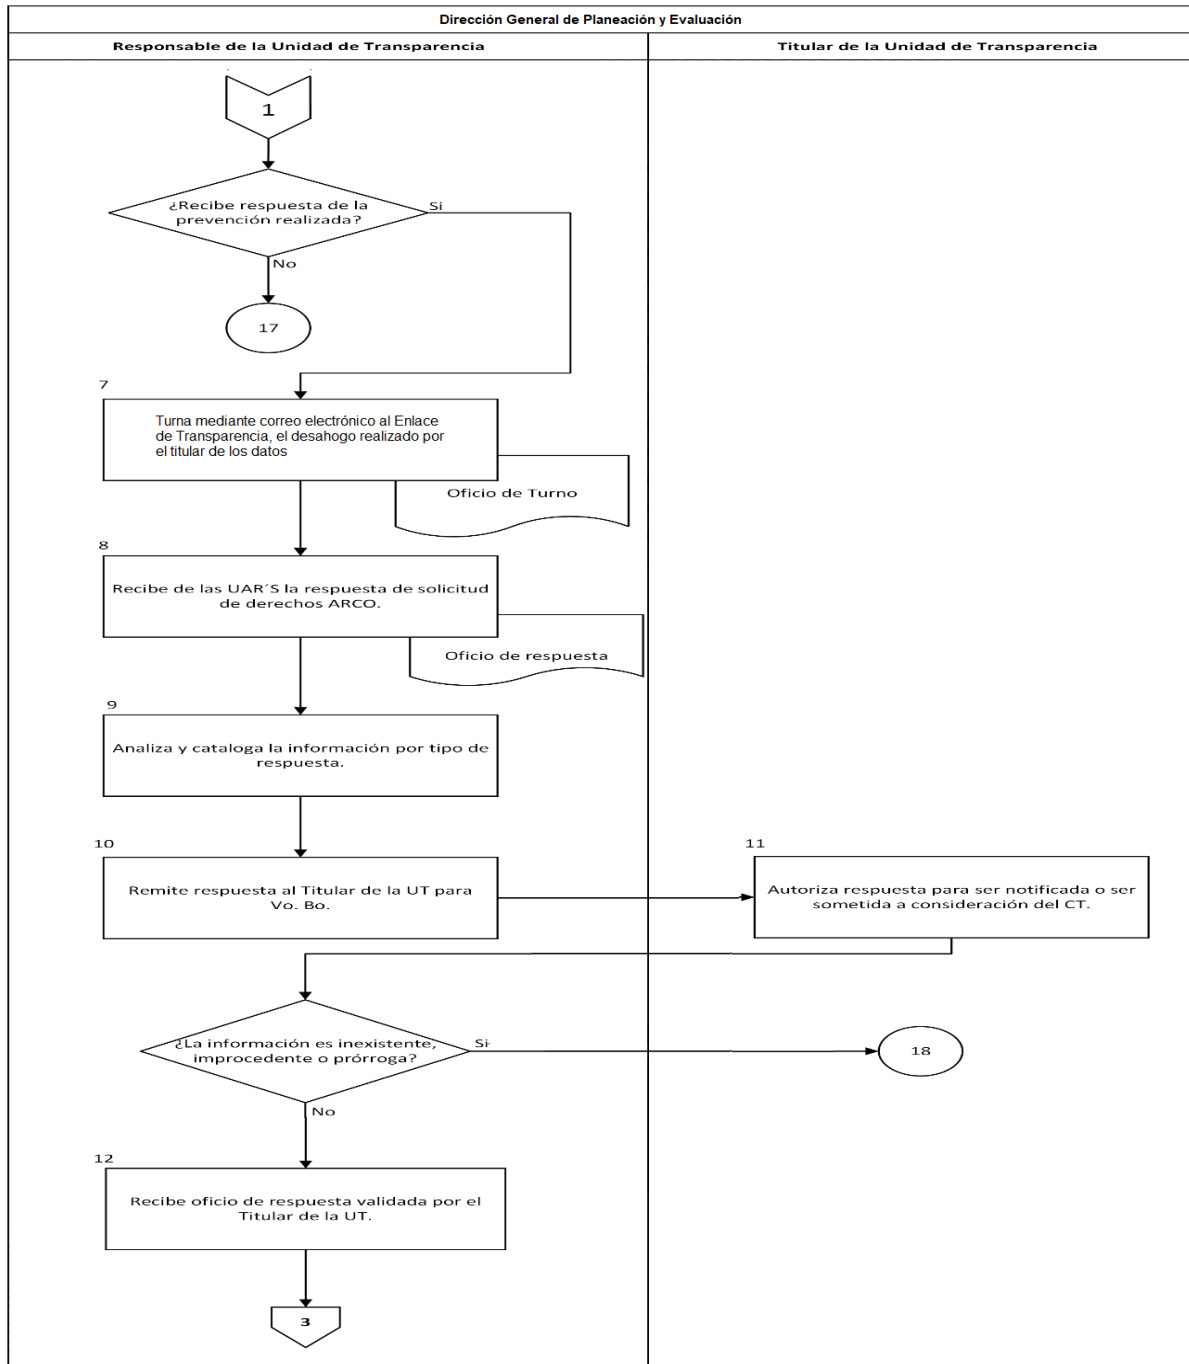 Dirección General de Planeación y Evaluación
Responsable de la Unidad de Transparencia
Titular de la Unidad de Transparencia
1
¿Recibe respuesta de la
prevención realizada?
Si
No
17
7
Turna mediante correo electrónico al Enlace
de Transparencia, el desahogo realizado por
el titular de los datos
Oficio de Turno
8
Recibe de las UAR´S la respuesta de solicitud
de derechos ARCO.
Oficio de respuesta
9
Analiza y cataloga la información por tipo de
respuesta.
10
Remite respuesta al Titular de la UT para
Vo. Bo.
11
Autoriza respuesta para ser notificada o ser
sometida a consideración del CT.
¿La información es inexistente,
improcedente o prórroga?
Si
18
No
12
Recibe oficio de respuesta validada por el
Titular de la UT.
3